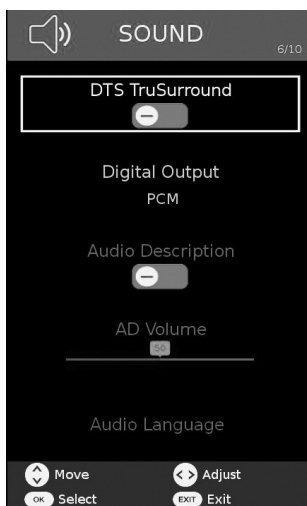 SOUND
6/10
DTS TruSurround
Digital Output
PCM
Audio Description
AD Volume
50
Audio Language
Move
Adjust
OK Select
EXIT Exit